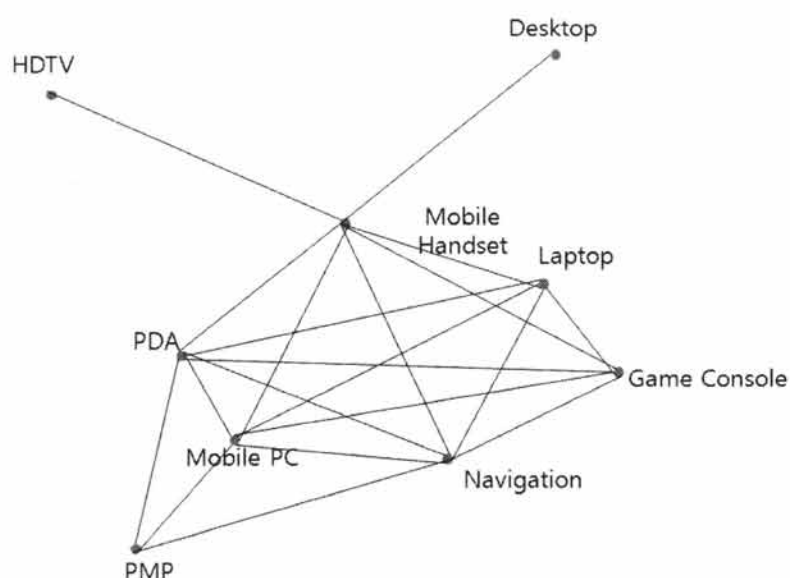 Desktop
HDTV
Mobile
Handset
Laptop
PDA
Game Console
Mobile PC
Navigation
PMP